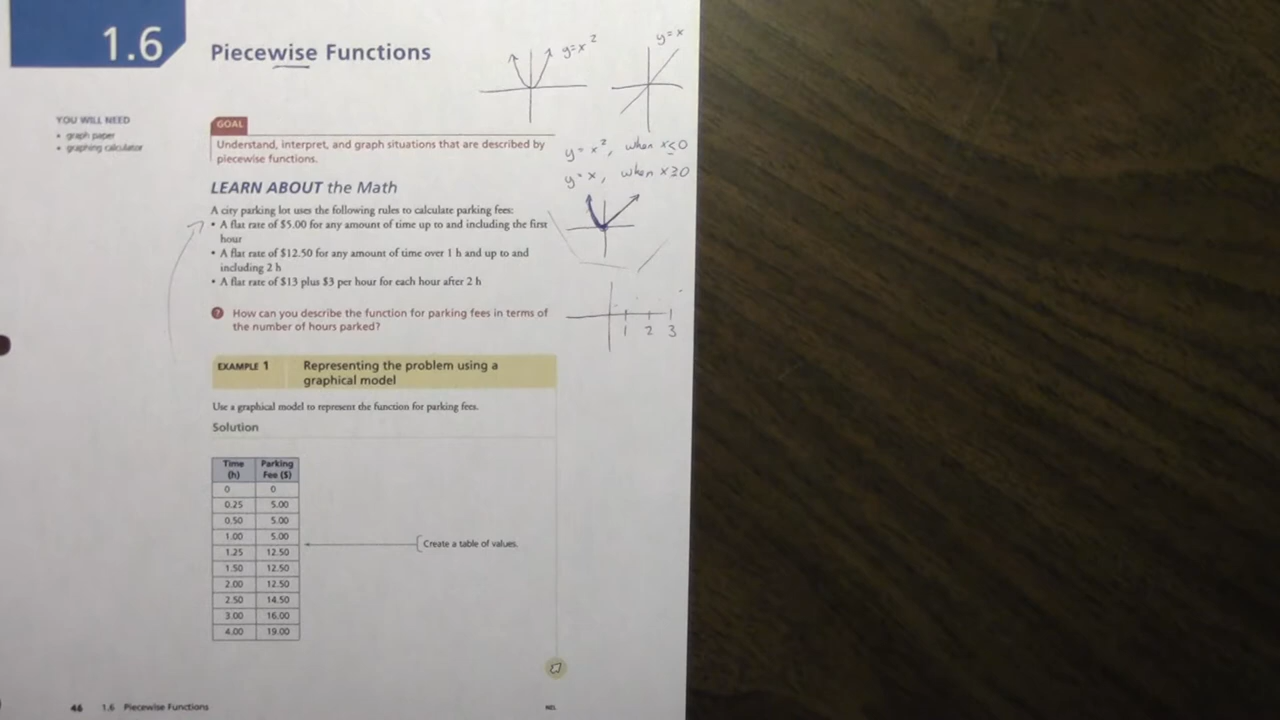 1.6
Piecewise Functions
y=x²
y=x
YOU WILL NEED
• graph paper
• graphing calculator
GOAL
Understand, interpret, and graph situations that are described by
piecewise functions.
y = x², when x≤0
y = x, when x≥0
LEARN ABOUT the Math
A city parking lot uses the following rules to calculate parking fees:
• A flat rate of $5.00 for any amount of time up to and including the first
hour
• A flat rate of $12.50 for any amount of time over 1 h and up to and
including 2 h
• A flat rate of $13 plus $3 per hour for each hour after 2 h
? How can you describe the function for parking fees in terms of
the number of hours parked?
1 2 3
EXAMPLE 1 Representing the problem using a
graphical model
Use a graphical model to represent the function for parking fees.
Solution
Time Parking
(h) Fee ($)
0 0
0.25 5.00
0.50 5.00
1.00 5.00
Create a table of values.
1.25 12.50
1.50 12.50
2.00 12.50
2.50 14.50
3.00 16.00
4.00 19.00
46 1.6 Piecewise Functions
NEL